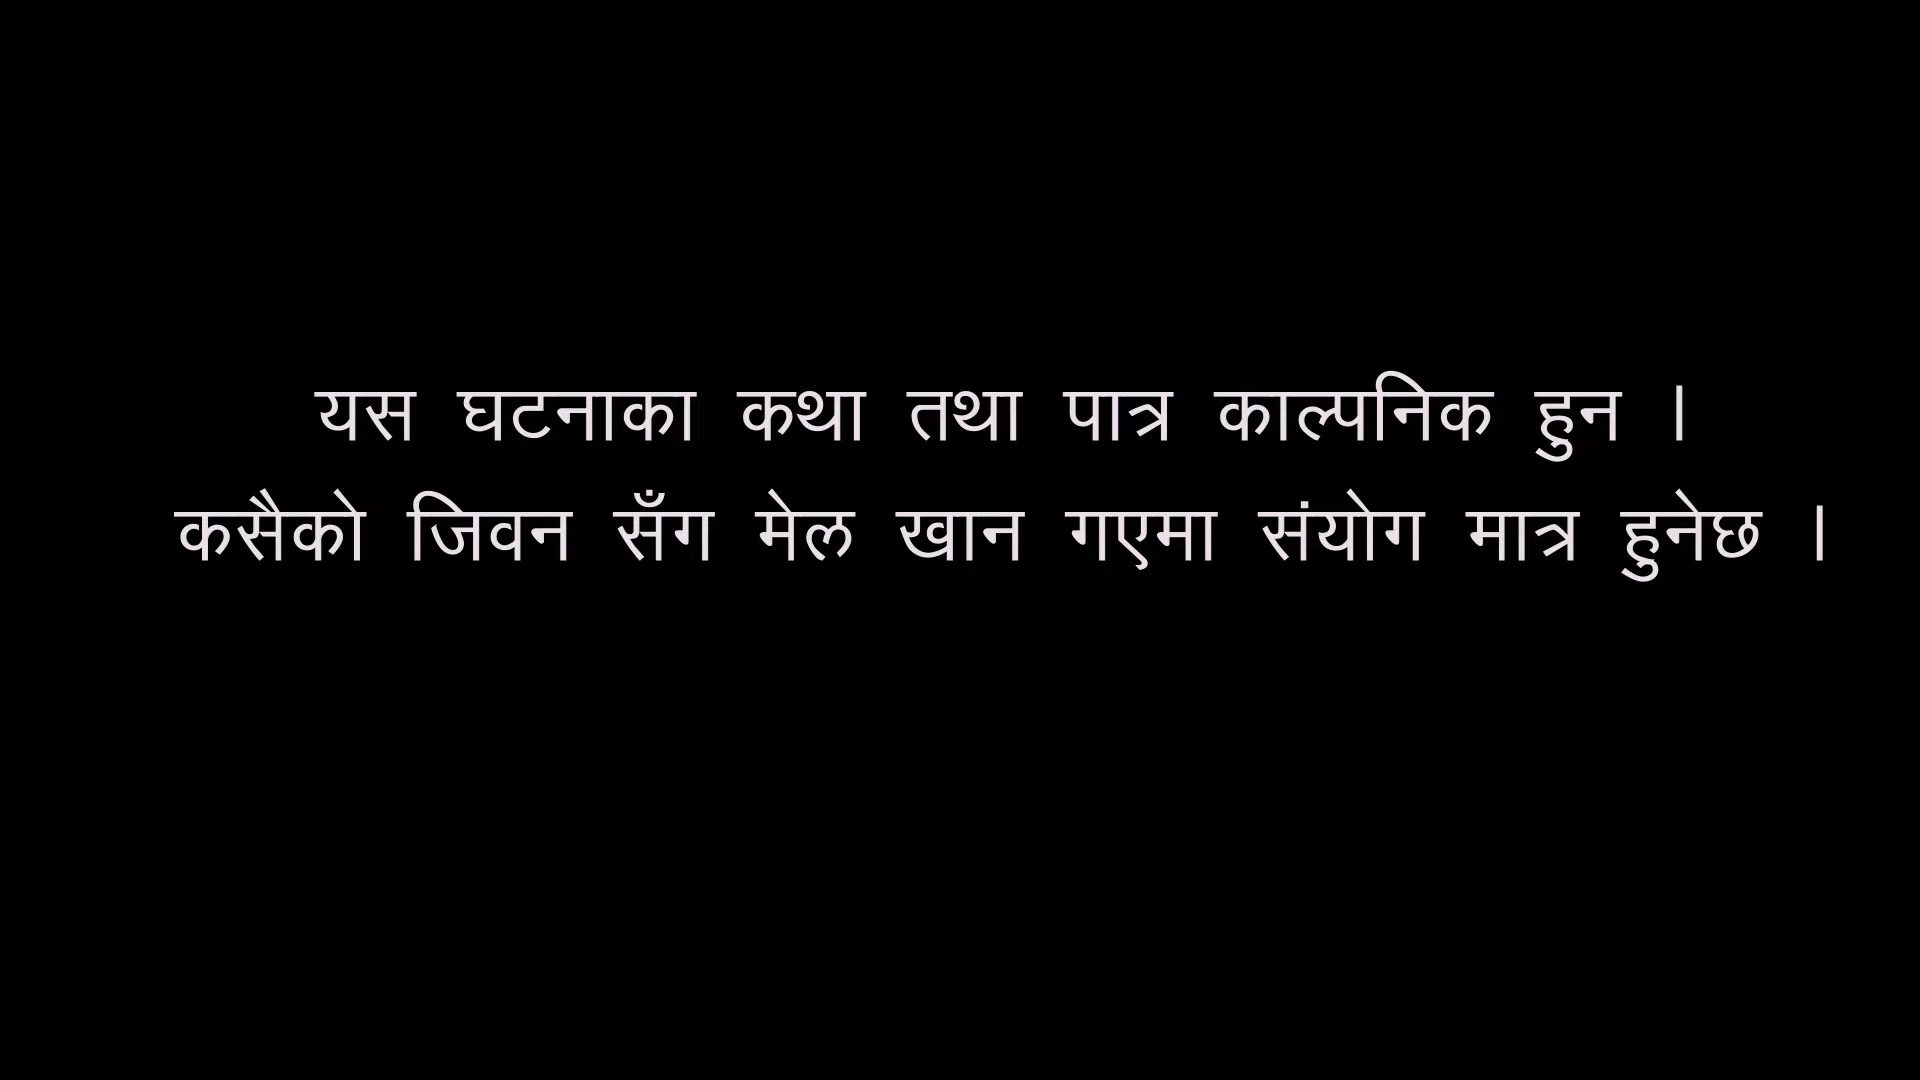 यस घटनाका कथा तथा पात्र काल्पनिक हुन ।
कसैको जिवन सँग मेल खान गएमा संयोग मात्र हुनेछ ।